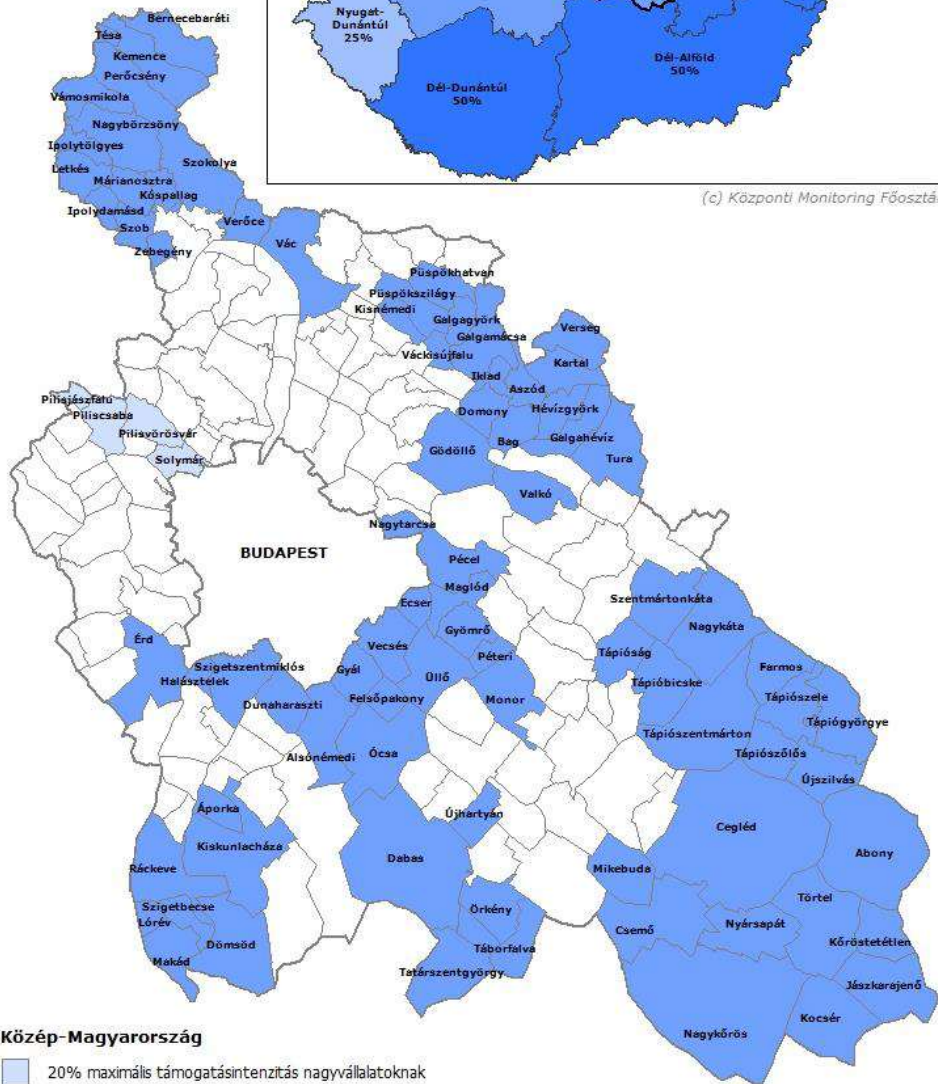 Nyugat-
Dunántúl
25%
Dél-Dunántúl
50%
Dél-Alföld
50%
(c) Központi Monitoring Főosztá
Bernecebaráti
Tésa
Kemence
Perőcsény
Vámosmikola
Nagybörzsöny
Ipolytölgyes
Szokolya
Letkés
Márianosztra
Kóspallag
Ipolydamásd
Szob
Verőce
Vác
Zebegény
Püspökhatvan
Püspökszilágy
Kisnémedi
Galgagyörk
Galgamácsa
Verseg
Váckisújfalu
Kartal
Iklad
Aszód
Pilisjászfalu
Piliscsaba
Domony
Hévízgyörk
Pilisvörösvár
Bag
Galgahévíz
Gödöllő
Solymár
Tura
Valkó
Nagytarcsa
BUDAPEST
Pécel
Maglód
Ecser
Szentmártonkáta
Gyömrő
Nagykáta
Érd
Vecsés
Péteri
Tápióság
Szigetszentmiklós
Gyál
Farmos
Halásztelek
Üllő
Tápióbicske
Felsőpakony
Monor
Tápiószele
Dunaharaszti
Tápiógyörgye
Tápiószentmárton
Alsónémedi
Ócsa
Tápiószőlős
Újszilvás
Áporka
Újhartyán
Cegléd
Kiskunlacháza
Dabas
Abony
Ráckeve
Mikebuda
Törtel
Szigetbecse
Örkény
Lórév
Nyársapát
Csemő
Dömsöd
Kőröstetétlen
Táborfalva
Makád
Tatárszentgyörgy
Jászkarajenő
Kocsér
Nagykőrös
Közép-Magyarország
20% maximális támogatásintenzitás nagyvállalatoknak